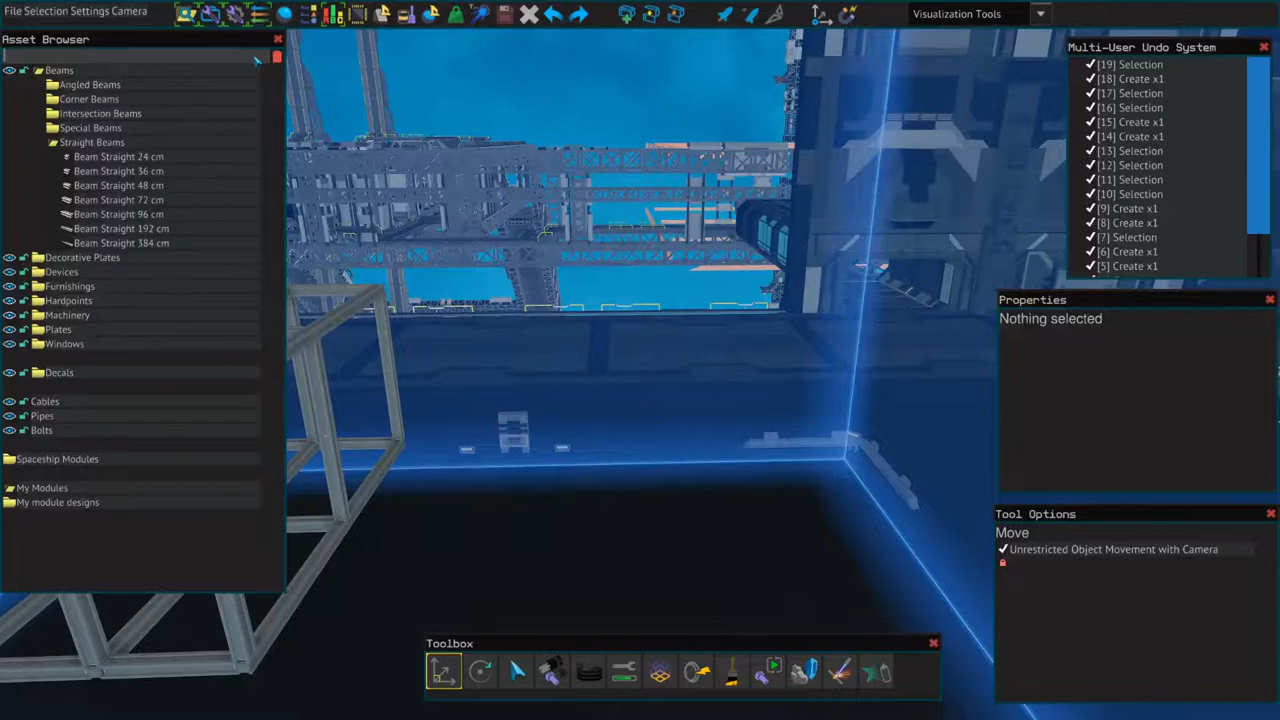 File Selection Settings Camera
Visualization Tools
Asset Browser
Beams
Angled Beams
Corner Beams
Intersection Beams
Special Beams
Straight Beams
Beam Straight 24 cm
Beam Straight 36 cm
Beam Straight 48 cm
Beam Straight 72 cm
Beam Straight 96 cm
Beam Straight 192 cm
Beam Straight 384 cm
Decorative Plates
Devices
Furnishings
Hardpoints
Machinery
Plates
Windows
Decals
Cables
Pipes
Bolts
Spaceship Modules
My Modules
My module designs
Multi-User Undo System
[19] Selection
[18] Create x1
[17] Selection
[16] Selection
[15] Create x1
[14] Create x1
[13] Selection
[12] Selection
[11] Selection
[10] Selection
[9] Create x1
[8] Create x1
[7] Selection
[6] Create x1
[5] Create x1
Properties
Nothing selected
Tool Options
Move
Unrestricted Object Movement with Camera
Toolbox